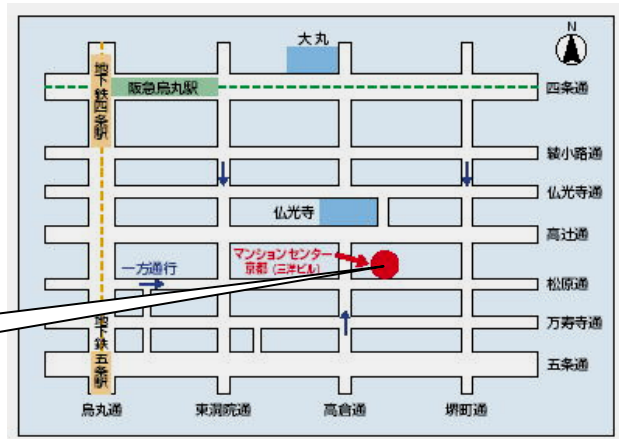 N
大丸
地下鉄四条駅
阪急烏丸駅
四条通
綾小路通
仏光寺通
仏光寺
高辻通
マンションセンター
京都（三洋ビル）
一方通行
松原通
万寿寺通
地下鉄五条駅
五条通
烏丸通
東洞院通
高倉通
堺町通